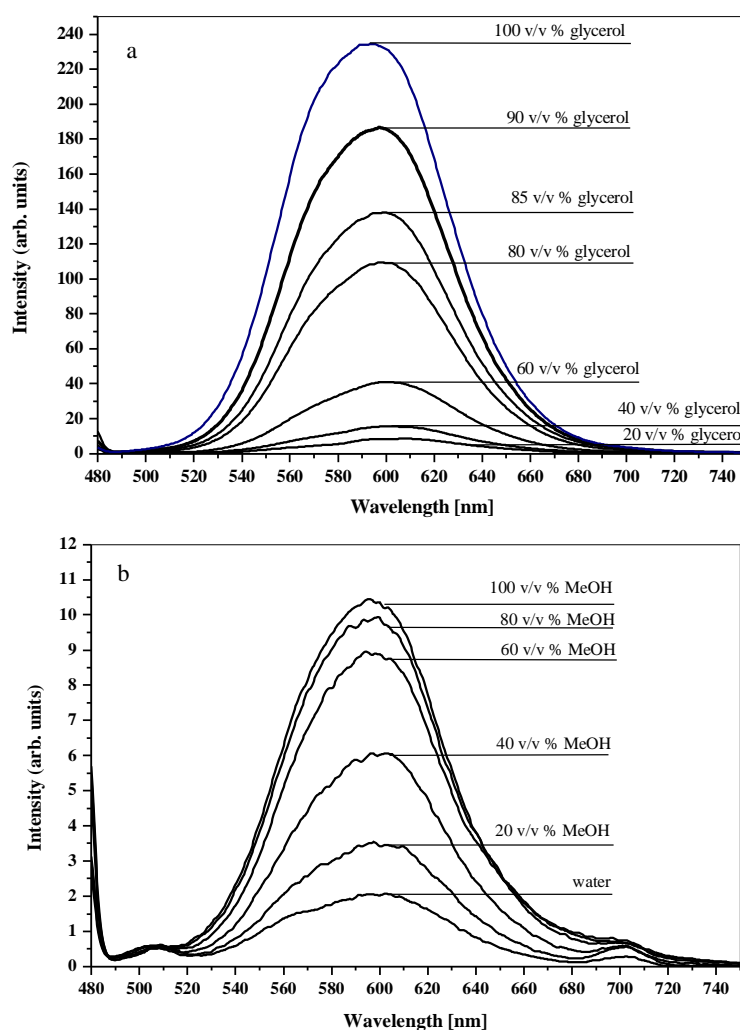 a
100 v/v % glycerol
90 v/v % glycerol
85 v/v % glycerol
80 v/v % glycerol
60 v/v % glycerol
40 v/v % glycerol
20 v/v % glycerol
Intensity (arb. units)
240
220
200
180
160
140
120
100
80
60
40
20
0
480 500 520 540 560 580 600 620 640 660 680 700 720 740
Wavelength [nm]
b
100 v/v % MeOH
80 v/v % MeOH
60 v/v % MeOH
40 v/v % MeOH
20 v/v % MeOH
water
Intensity (arb. units)
12
11
10
9
8
7
6
5
4
3
2
1
0
480 500 520 540 560 580 600 620 640 660 680 700 720 740
Wavelength [nm]